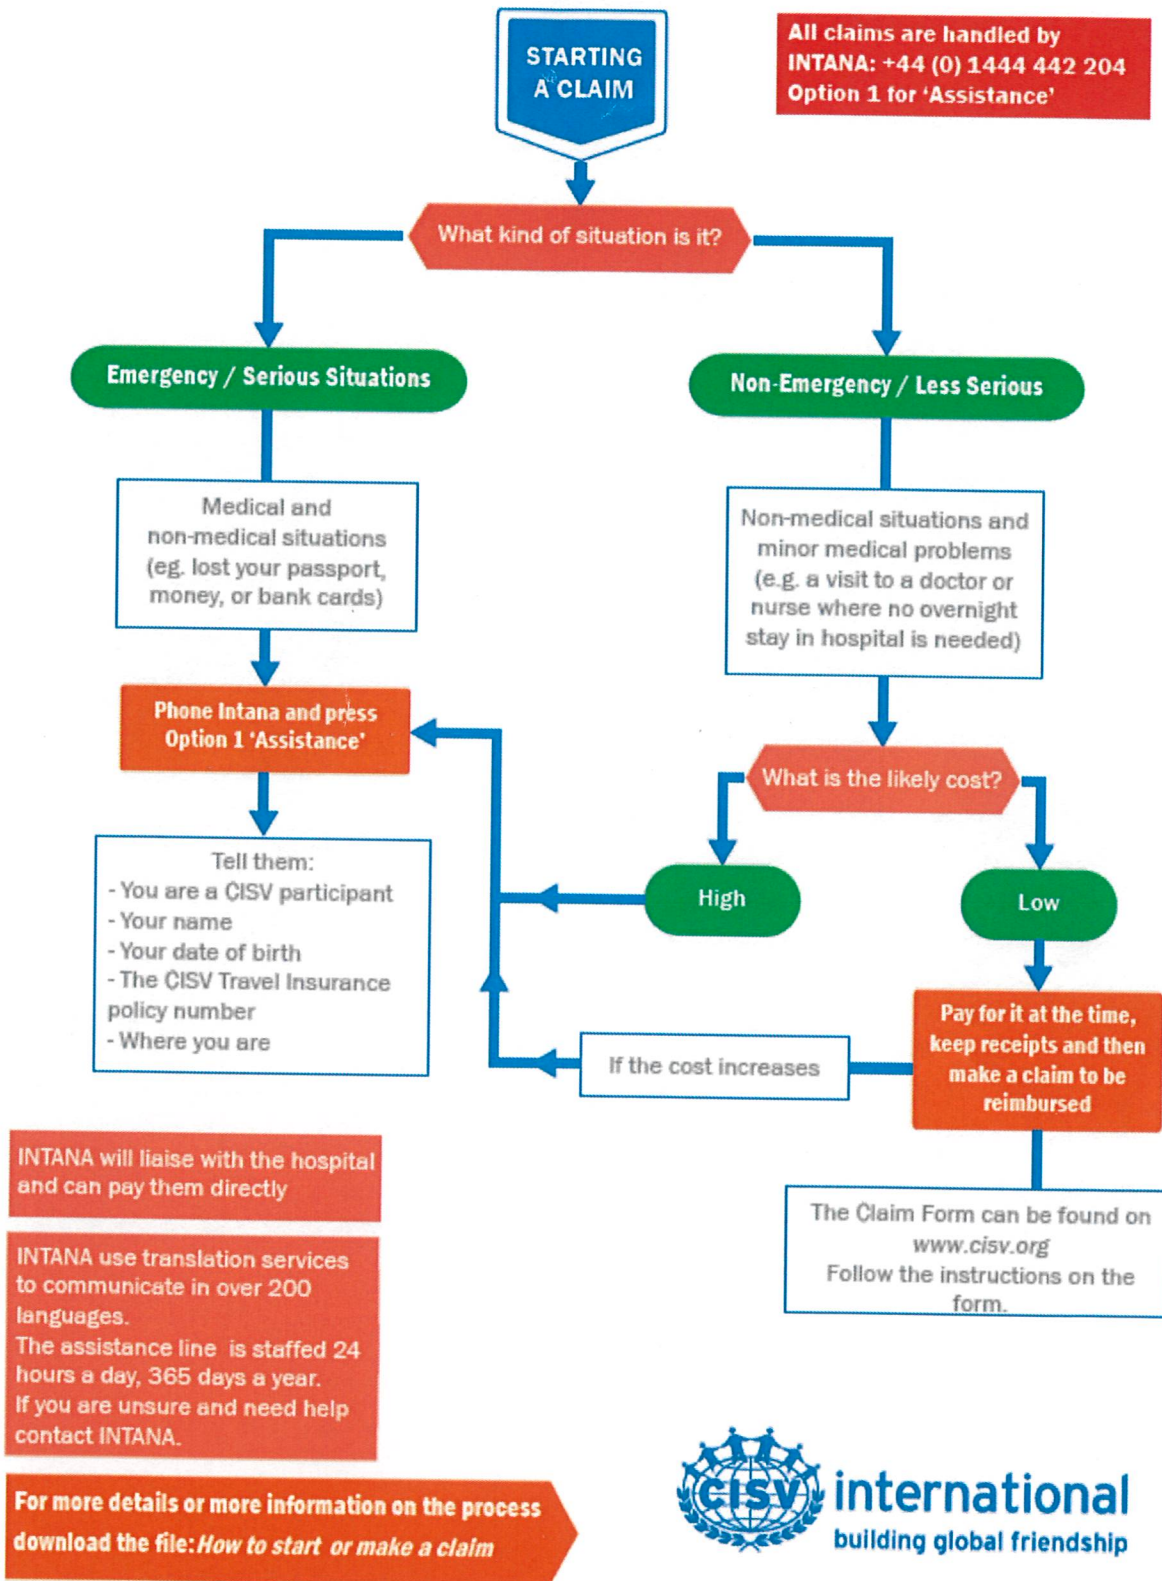 STARTING
A CLAIM
All claims are handled by
INTANA: +44 (0) 1444 442 204
Option 1 for ‘Assistance’
What kind of situation is it?
Emergency / Serious Situations
Non-Emergency / Less Serious
Medical and
non-medical situations
(eg. lost your passport,
money, or bank cards)
Non-medical situations and
minor medical problems
(e.g. a visit to a doctor or
nurse where no overnight
stay in hospital is needed)
Phone Intana and press
Option 1 ‘Assistance’
What is the likely cost?
High
Low
Tell them:
- You are a CISV participant
- Your name
- Your date of birth
- The CISV Travel Insurance
policy number
- Where you are
If the cost increases
Pay for it at the time,
keep receipts and then
make a claim to be
reimbursed
The Claim Form can be found on
www.cisv.org
Follow the instructions on the
form.
INTANA will liaise with the hospital
and can pay them directly
INTANA use translation services
to communicate in over 200
languages.
The assistance line is staffed 24
hours a day, 365 days a year.
If you are unsure and need help
contact INTANA.
For more details or more information on the process
download the file: How to start or make a claim
CISV international
building global friendship